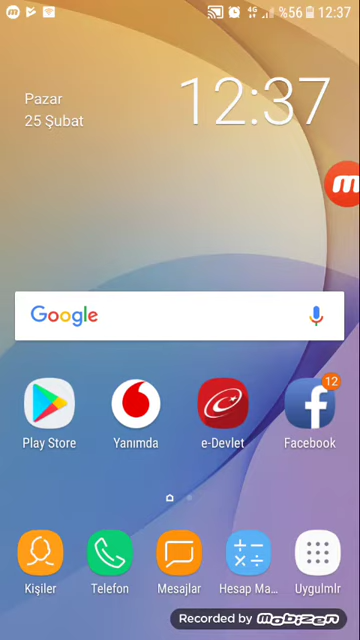 4G
%56 12:37
12:37
Pazar
25 Şubat
Google
12
Play Store
Yanımda
e-Devlet
Facebook
Kişiler
Telefon
Mesajlar
Hesap Ma...
Uygulmlr
Recorded by mobizen